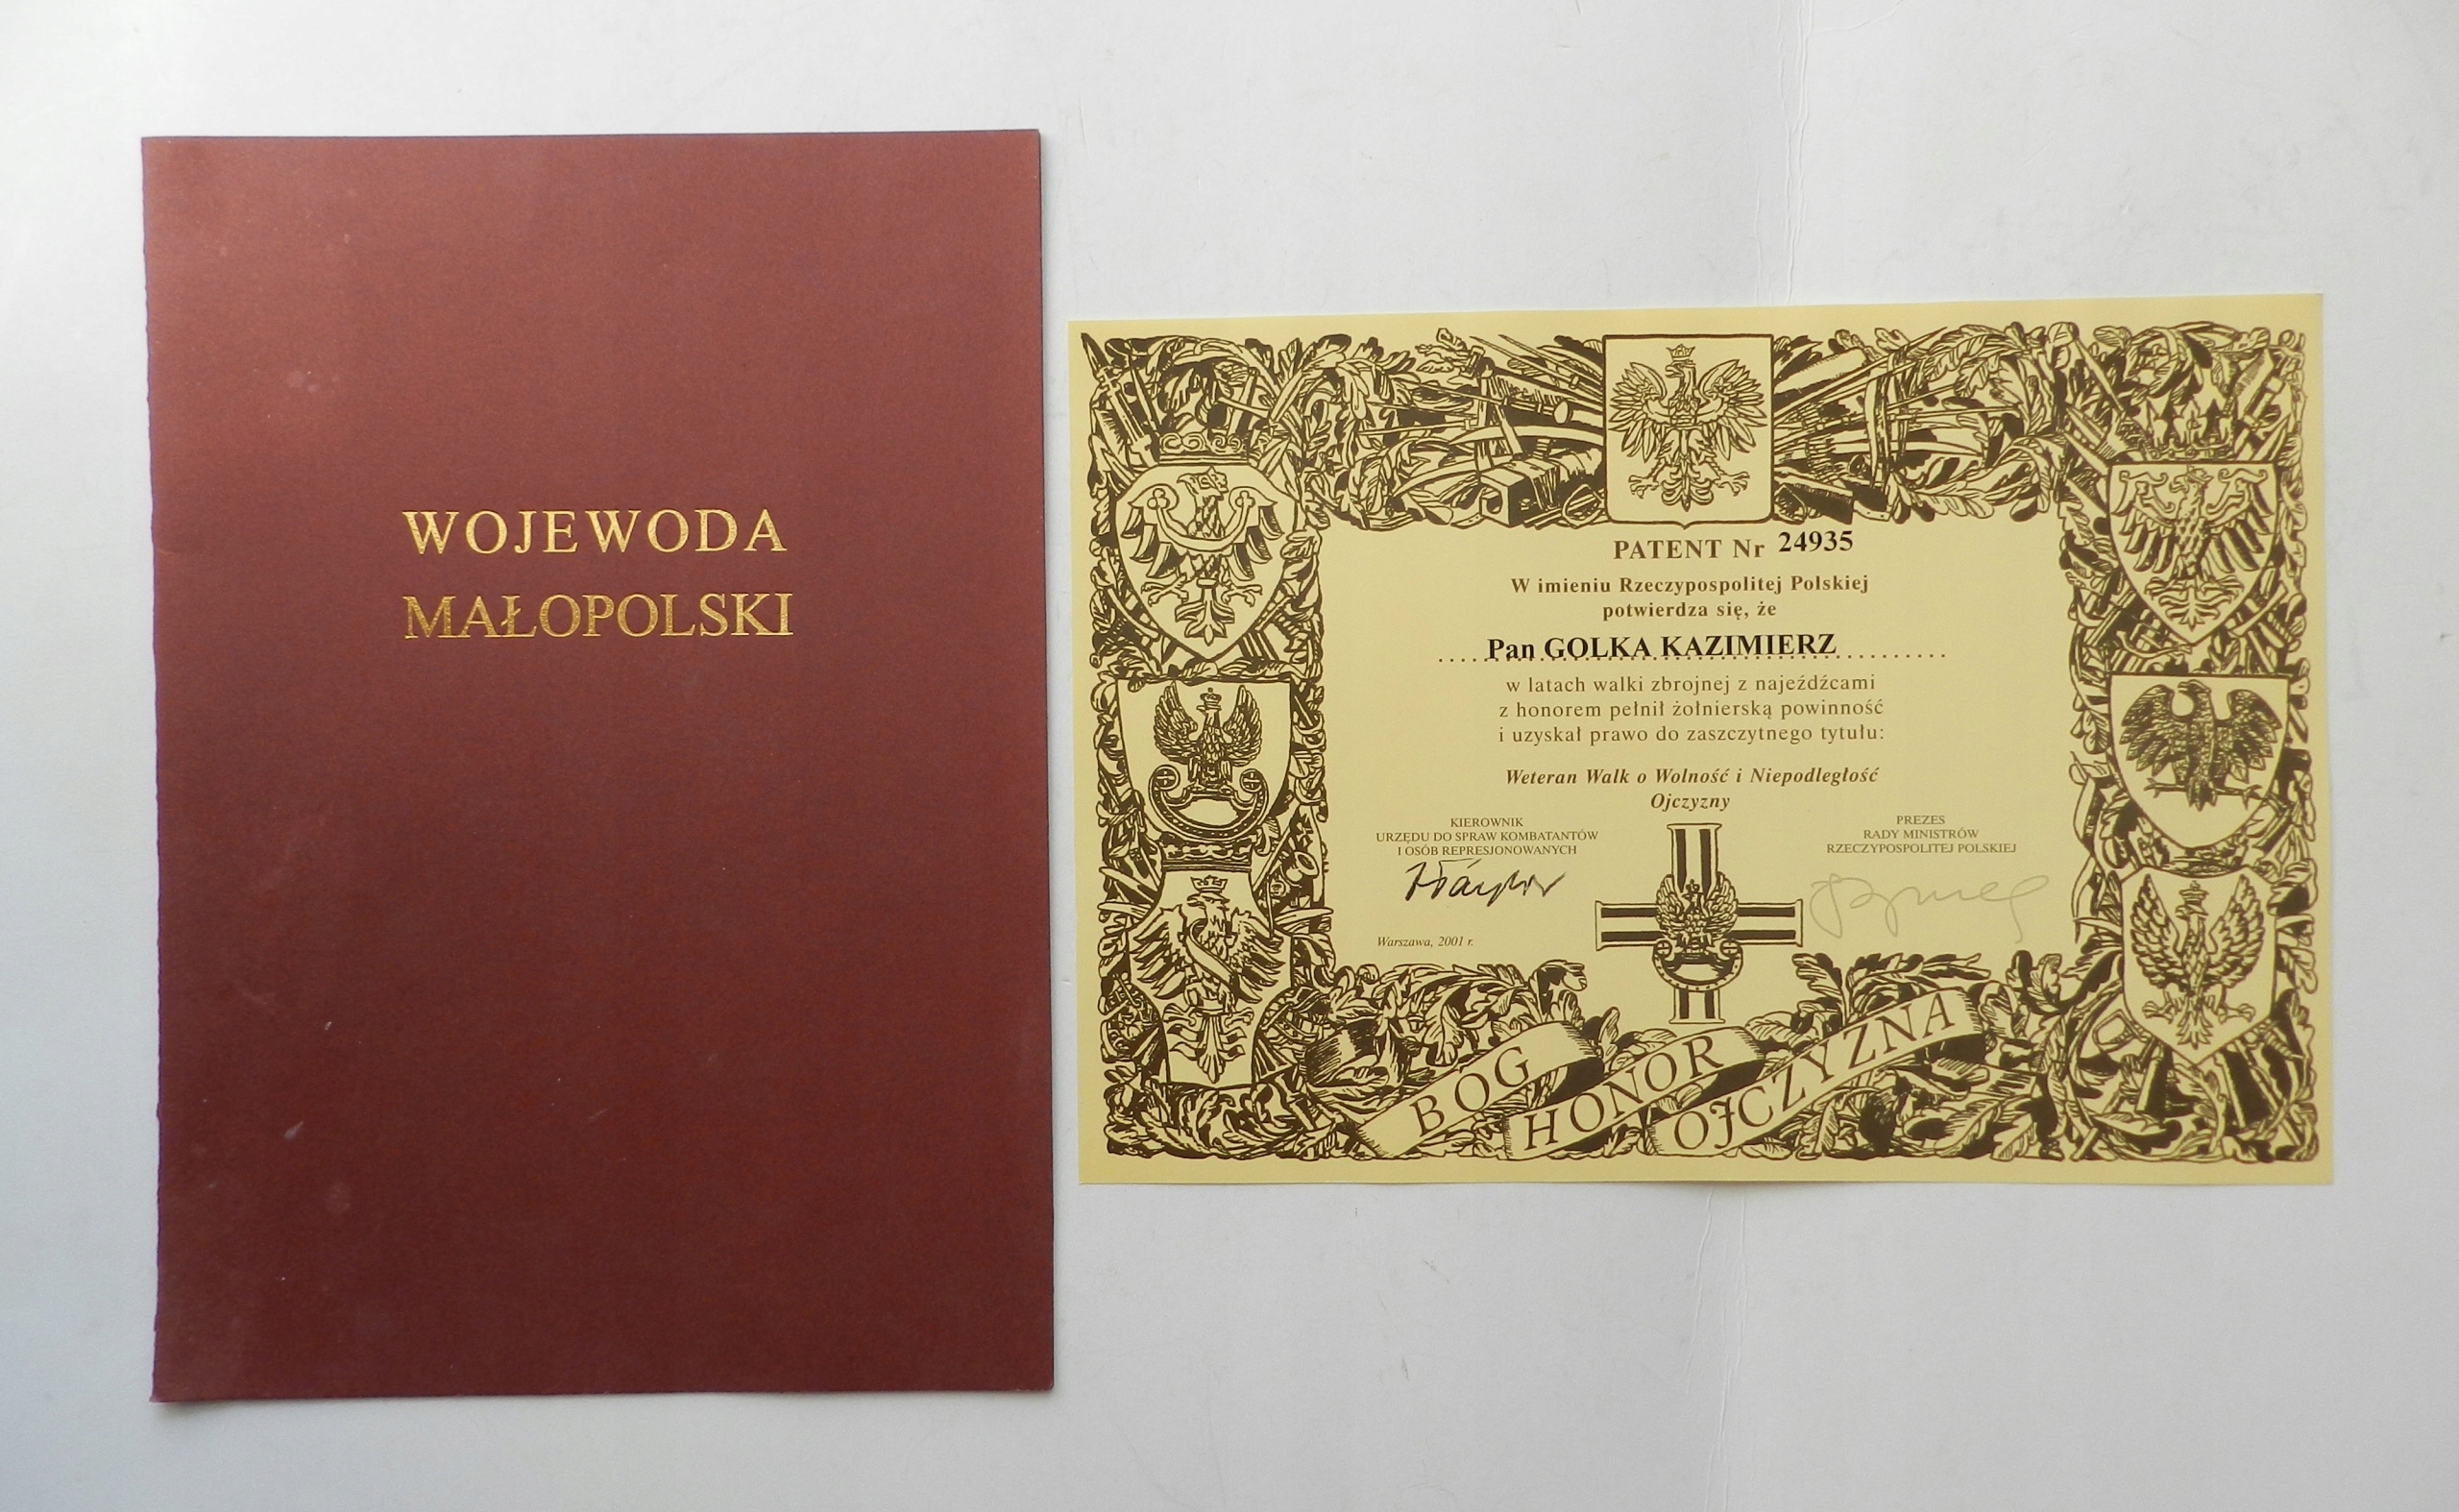 WOJEWODA
MAŁOPOLSKI
PATENT Nr 24935
W imieniu Rzeczypospolitej Polskiej
potwierdza się, że
Pan GOLKA KAZIMIERZ
w latach walki zbrojnej z najeźdźcami
z honorem pełnił żołnierską powinność
i uzyskał prawo do zaszczytnego tytułu:
Weteran Walk o Wolność i Niepodległość
Ojczyzny
KIEROWNIK
URZĘDU DO SPRAW KOMBATANTÓW
I OSÓB REPRESJONOWANYCH
PREZES
RADY MINISTRÓW
RZECZYPOSPOLITEJ POLSKIEJ
Warszawa, 2001 r.
BOG
HONOR
OJCZYZNA